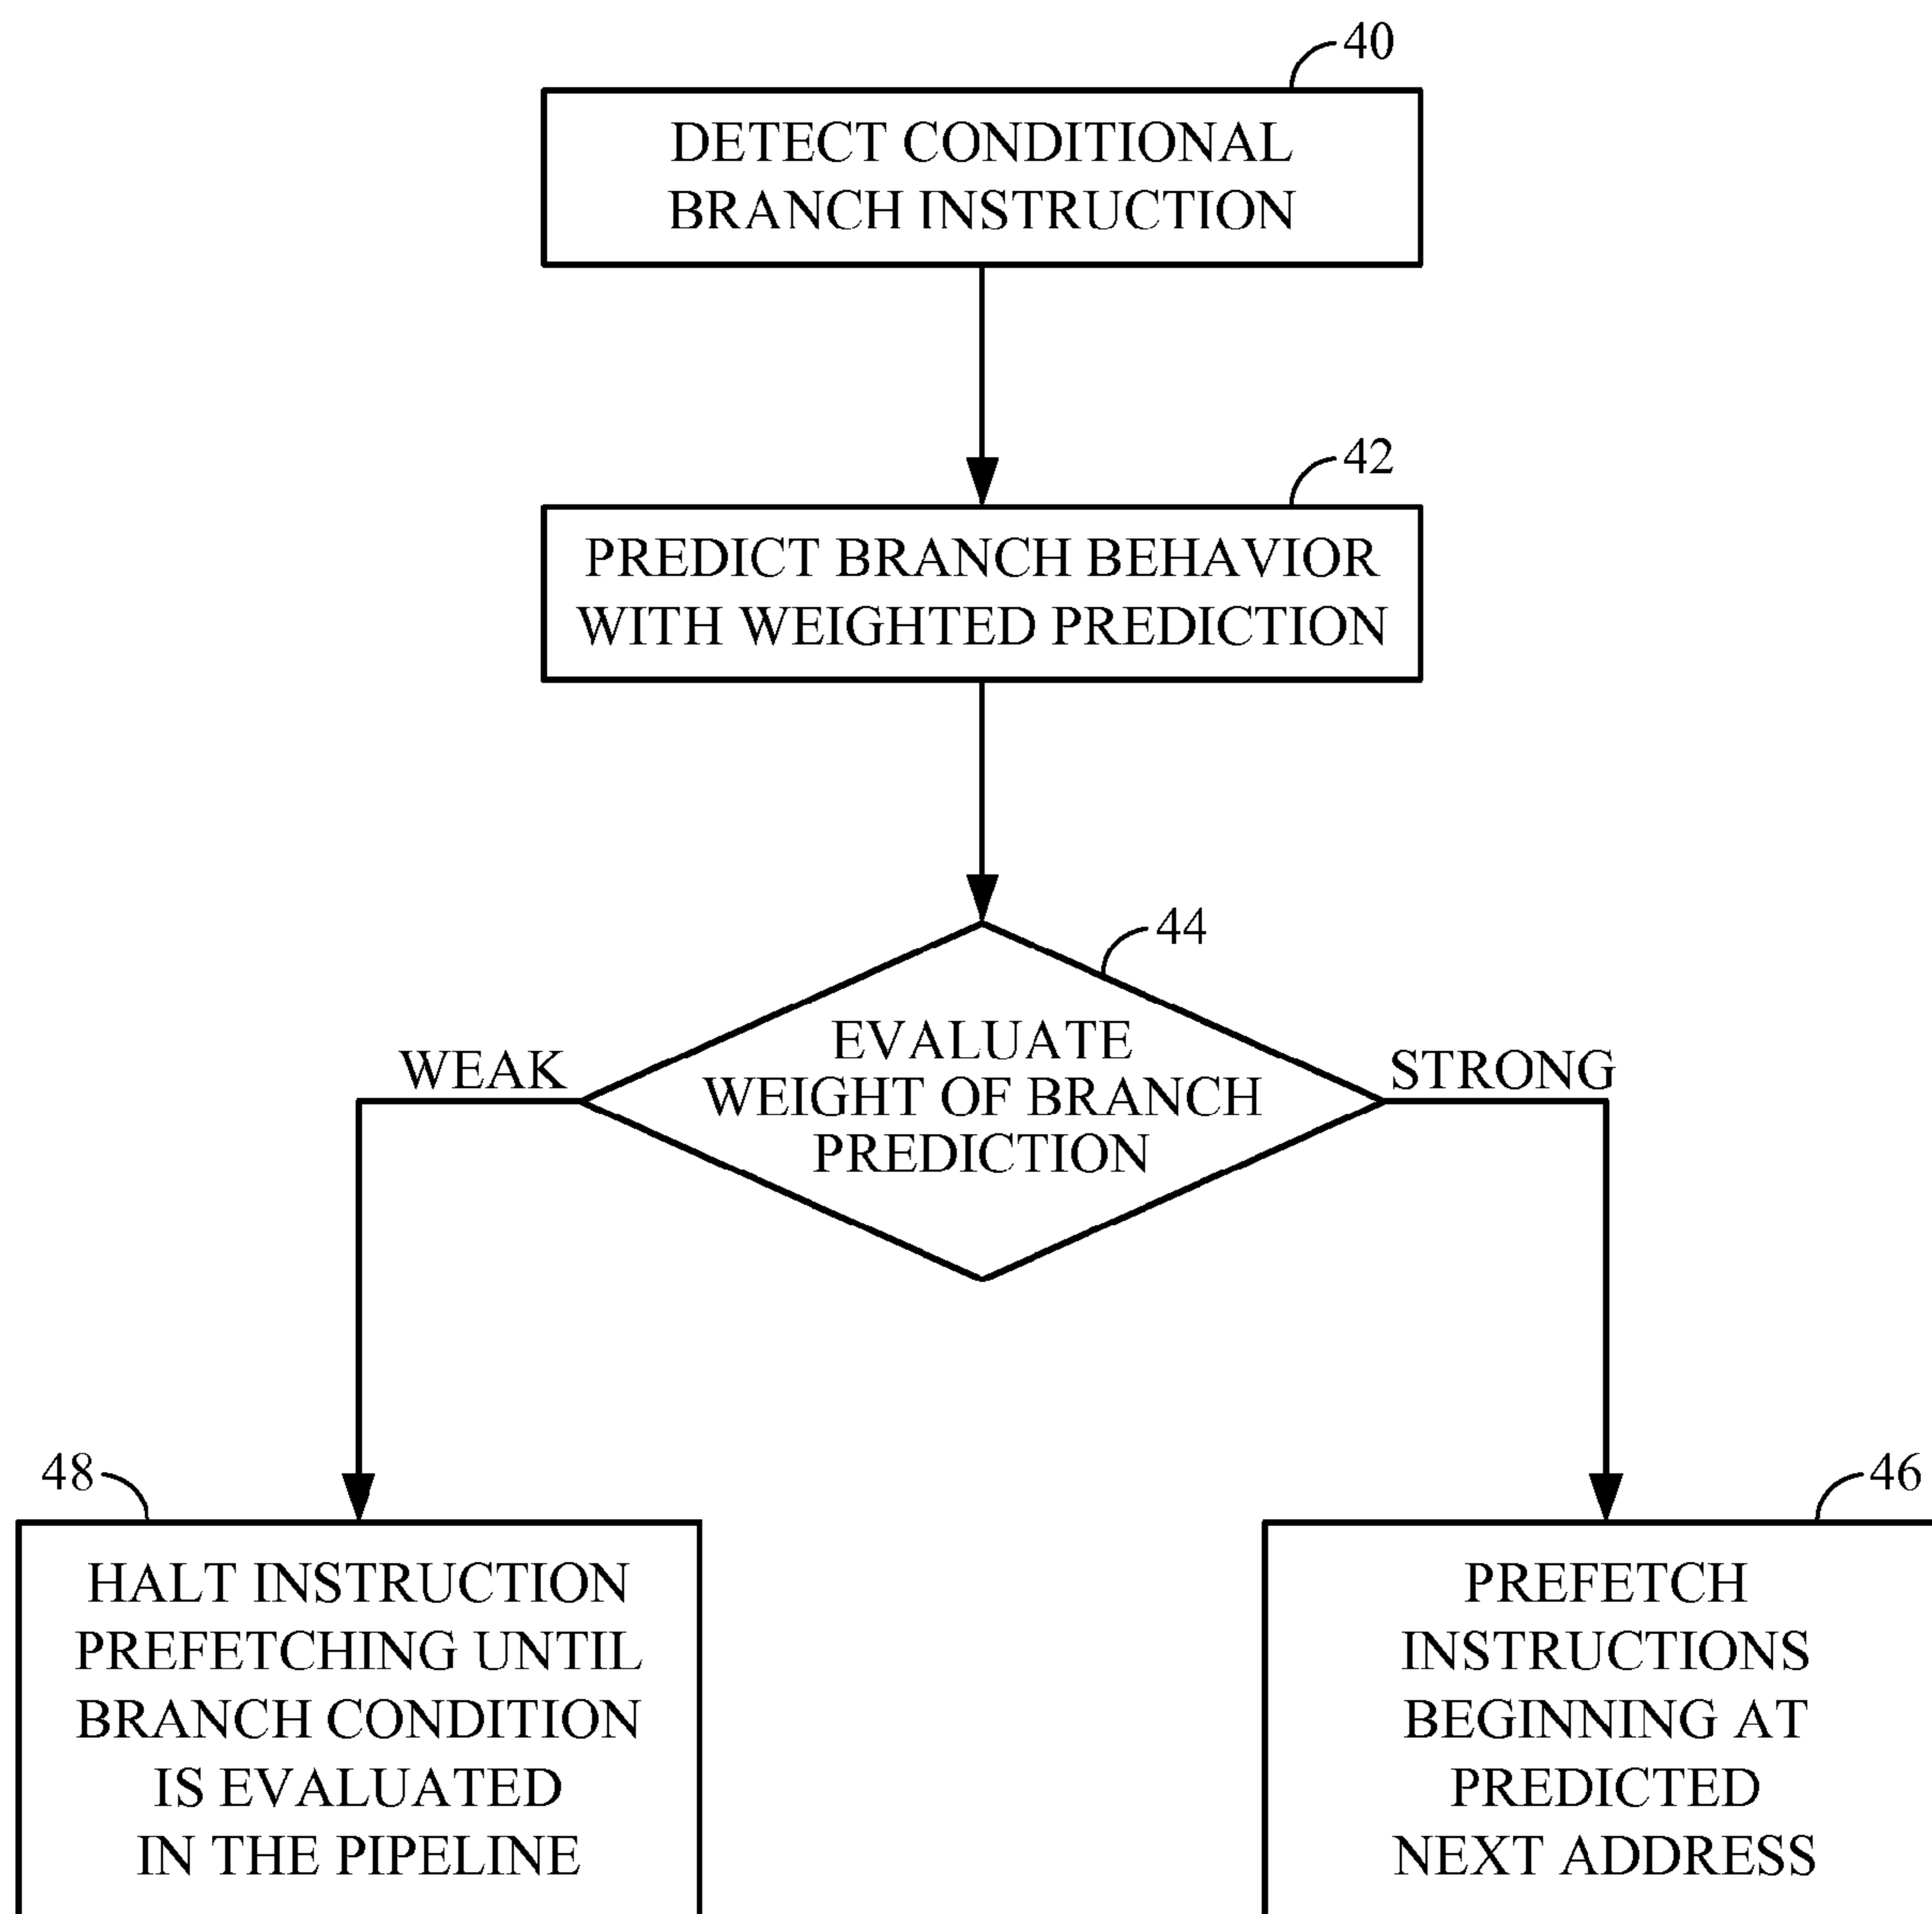 40
DETECT CONDITIONAL
BRANCH INSTRUCTION
42
PREDICT BRANCH BEHAVIOR
WITH WEIGHTED PREDICTION
44
EVALUATE
WEIGHT OF BRANCH
PREDICTION
WEAK
STRONG
48
HALT INSTRUCTION
PREFETCHING UNTIL
BRANCH CONDITION
IS EVALUATED
IN THE PIPELINE
46
PREFETCH
INSTRUCTIONS
BEGINNING AT
PREDICTED
NEXT ADDRESS